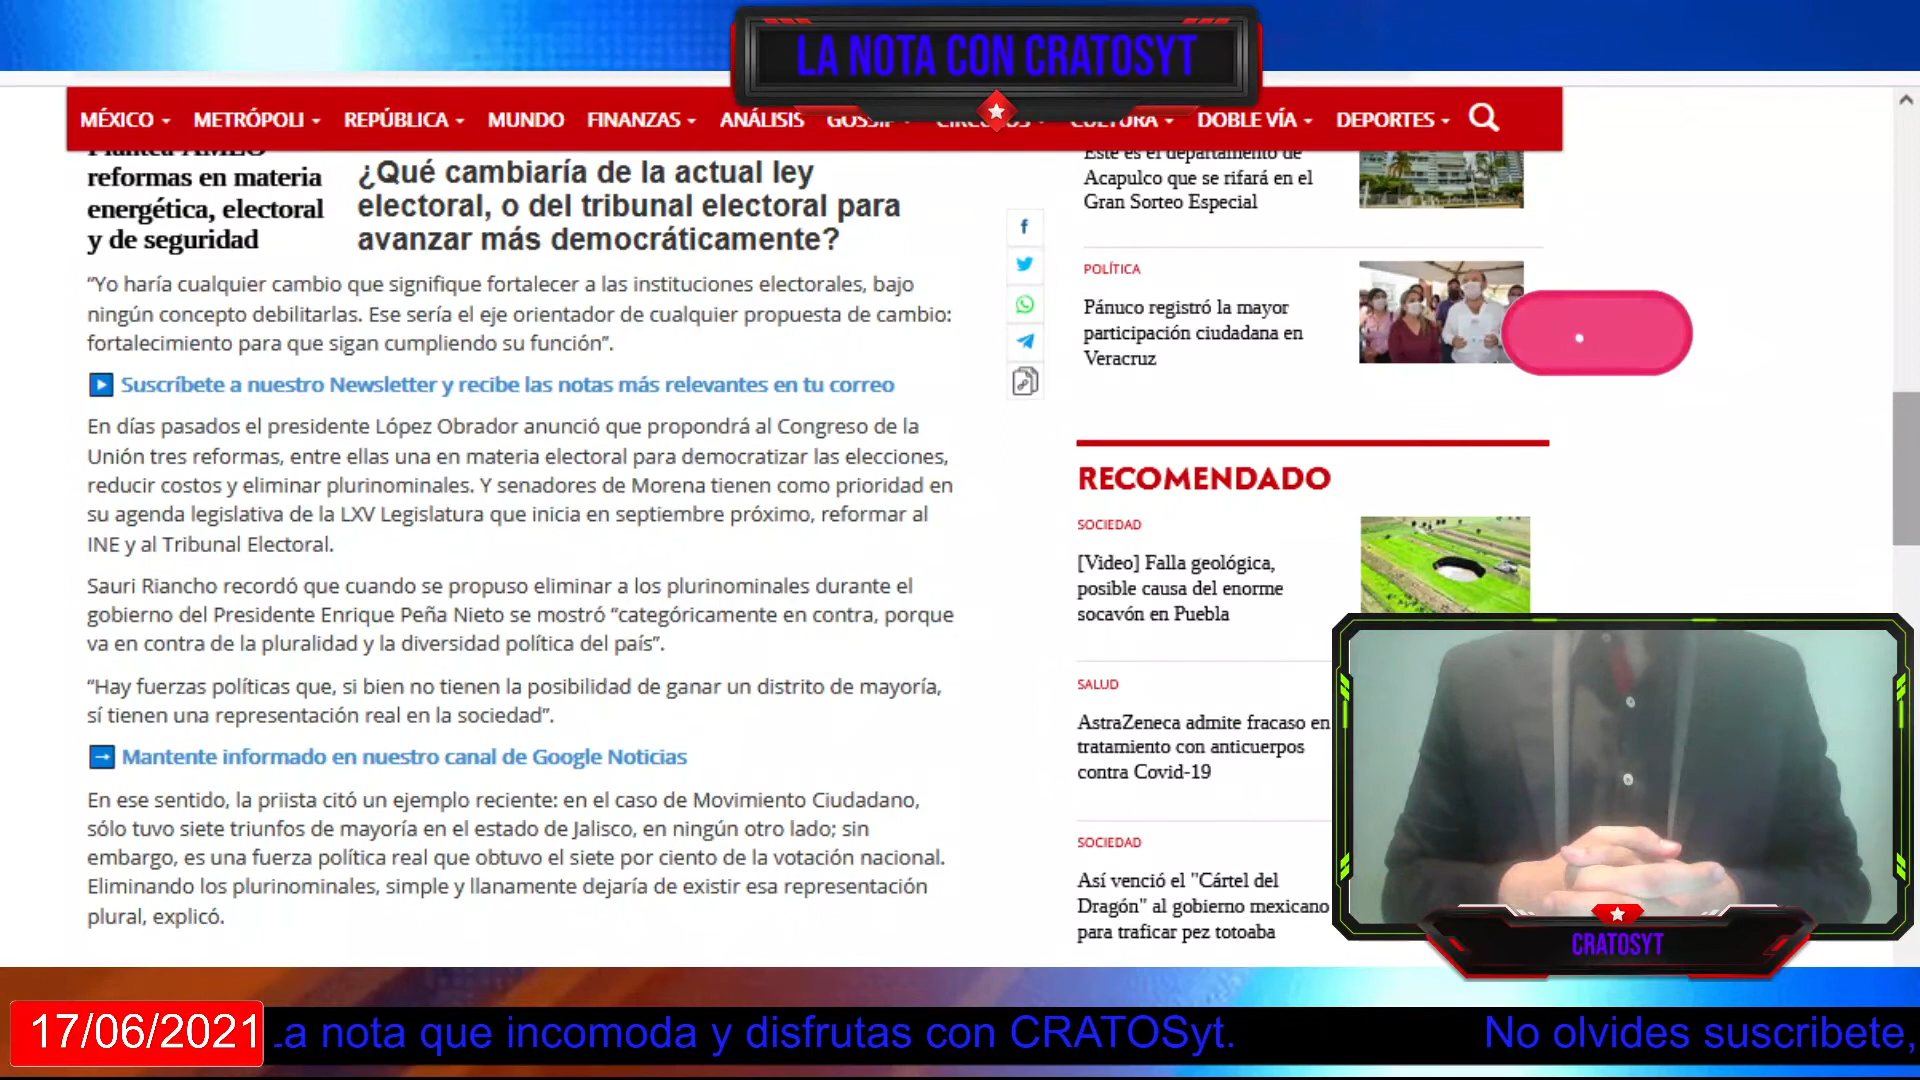 LA NOTA CON CRATOSYT
MÉXICO METRÓPOLI REPÚBLICA MUNDO FINANZAS ANÁLISIS GOSSIP CÍRCULOS CULTURA DOBLE VÍA DEPORTES
Plantea AMLO
reformas en materia
energética, electoral
y de seguridad
¿Qué cambiaría de la actual ley
electoral, o del tribunal electoral para
avanzar más democráticamente?
“Yo haría cualquier cambio que signifique fortalecer a las instituciones electorales, bajo
ningún concepto debilitarlas. Ese sería el eje orientador de cualquier propuesta de cambio:
fortalecimiento para que sigan cumpliendo su función”.
Suscríbete a nuestro Newsletter y recibe las notas más relevantes en tu correo
En días pasados el presidente López Obrador anunció que propondrá al Congreso de la
Unión tres reformas, entre ellas una en materia electoral para democratizar las elecciones,
reducir costos y eliminar plurinominales. Y senadores de Morena tienen como prioridad en
su agenda legislativa de la LXV Legislatura que inicia en septiembre próximo, reformar al
INE y al Tribunal Electoral.
Sauri Riancho recordó que cuando se propuso eliminar a los plurinominales durante el
gobierno del Presidente Enrique Peña Nieto se mostró “categóricamente en contra, porque
va en contra de la pluralidad y la diversidad política del país”.
“Hay fuerzas políticas que, si bien no tienen la posibilidad de ganar un distrito de mayoría,
sí tienen una representación real en la sociedad”.
Mantente informado en nuestro canal de Google Noticias
En ese sentido, la priista citó un ejemplo reciente: en el caso de Movimiento Ciudadano,
sólo tuvo siete triunfos de mayoría en el estado de Jalisco, en ningún otro lado; sin
embargo, es una fuerza política real que obtuvo el siete por ciento de la votación nacional.
Eliminando los plurinominales, simple y llanamente dejaría de existir esa representación
plural, explicó.
Este es el departamento de
Acapulco que se rifará en el
Gran Sorteo Especial
POLÍTICA
Pánuco registró la mayor
participación ciudadana en
Veracruz
RECOMENDADO
SOCIEDAD
[Video] Falla geológica,
posible causa del enorme
socavón en Puebla
SALUD
AstraZeneca admite fracaso en
tratamiento con anticuerpos
contra Covid-19
SOCIEDAD
Así venció el "Cártel del
Dragón" al gobierno mexicano
para traficar pez totoaba
CRATOSYT
17/06/2021 La nota que incomoda y disfrutas con CRATOSyt. No olvides suscribete,